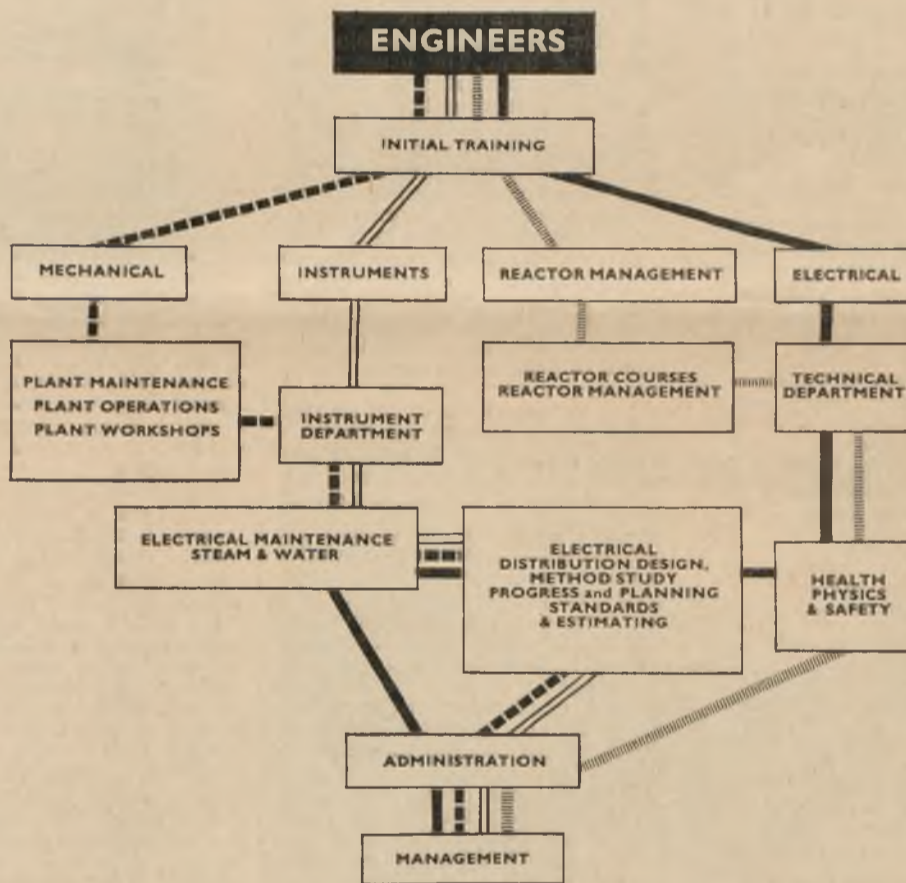 ENGINEERS
INITIAL TRAINING
MECHANICAL
INSTRUMENTS
REACTOR MANAGEMENT
ELECTRICAL
PLANT MAINTENANCE
PLANT OPERATIONS
PLANT WORKSHOPS
INSTRUMENT
DEPARTMENT
REACTOR COURSES
REACTOR MANAGEMENT
TECHNICAL
DEPARTMENT
ELECTRICAL MAINTENANCE
STEAM & WATER
ELECTRICAL
DISTRIBUTION DESIGN,
METHOD STUDY
PROGRESS and PLANNING
STANDARDS
& ESTIMATING
HEALTH
PHYSICS
& SAFETY
ADMINISTRATION
MANAGEMENT